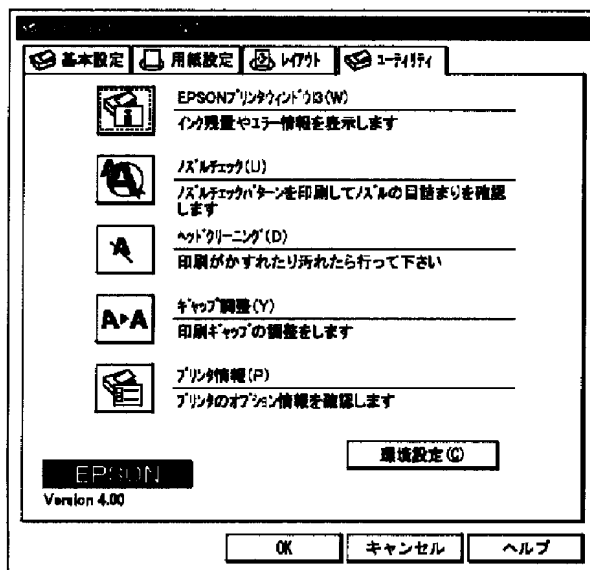 基本設定 用紙設定 ﾚｲｱｳﾄ ﾕｰﾃｨﾘﾃｨ
EPSONﾌﾟﾘﾝﾀｳｨﾝﾄﾞｳ!3(W)
ｲﾝｸ残量やｴﾗｰ情報を表示します
ﾉｽﾞﾙﾁｪｯｸ(U)
ﾉｽﾞﾙﾁｪｯｸﾊﾟﾀｰﾝを印刷してﾉｽﾞﾙの目詰まりを確認
します
ﾍｯﾄﾞｸﾘｰﾆﾝｸﾞ(D)
印刷がかすれたり汚れたら行って下さい
ｷﾞｬｯﾌﾟ調整(Y)
印刷ｷﾞｬｯﾌﾟの調整をします
ﾌﾟﾘﾝﾀ情報(P)
ﾌﾟﾘﾝﾀのｵﾌﾟｼｮﾝ情報を確認します
環境設定(C)
EPSON
Version 4.00
OK キャンセル ヘルプ